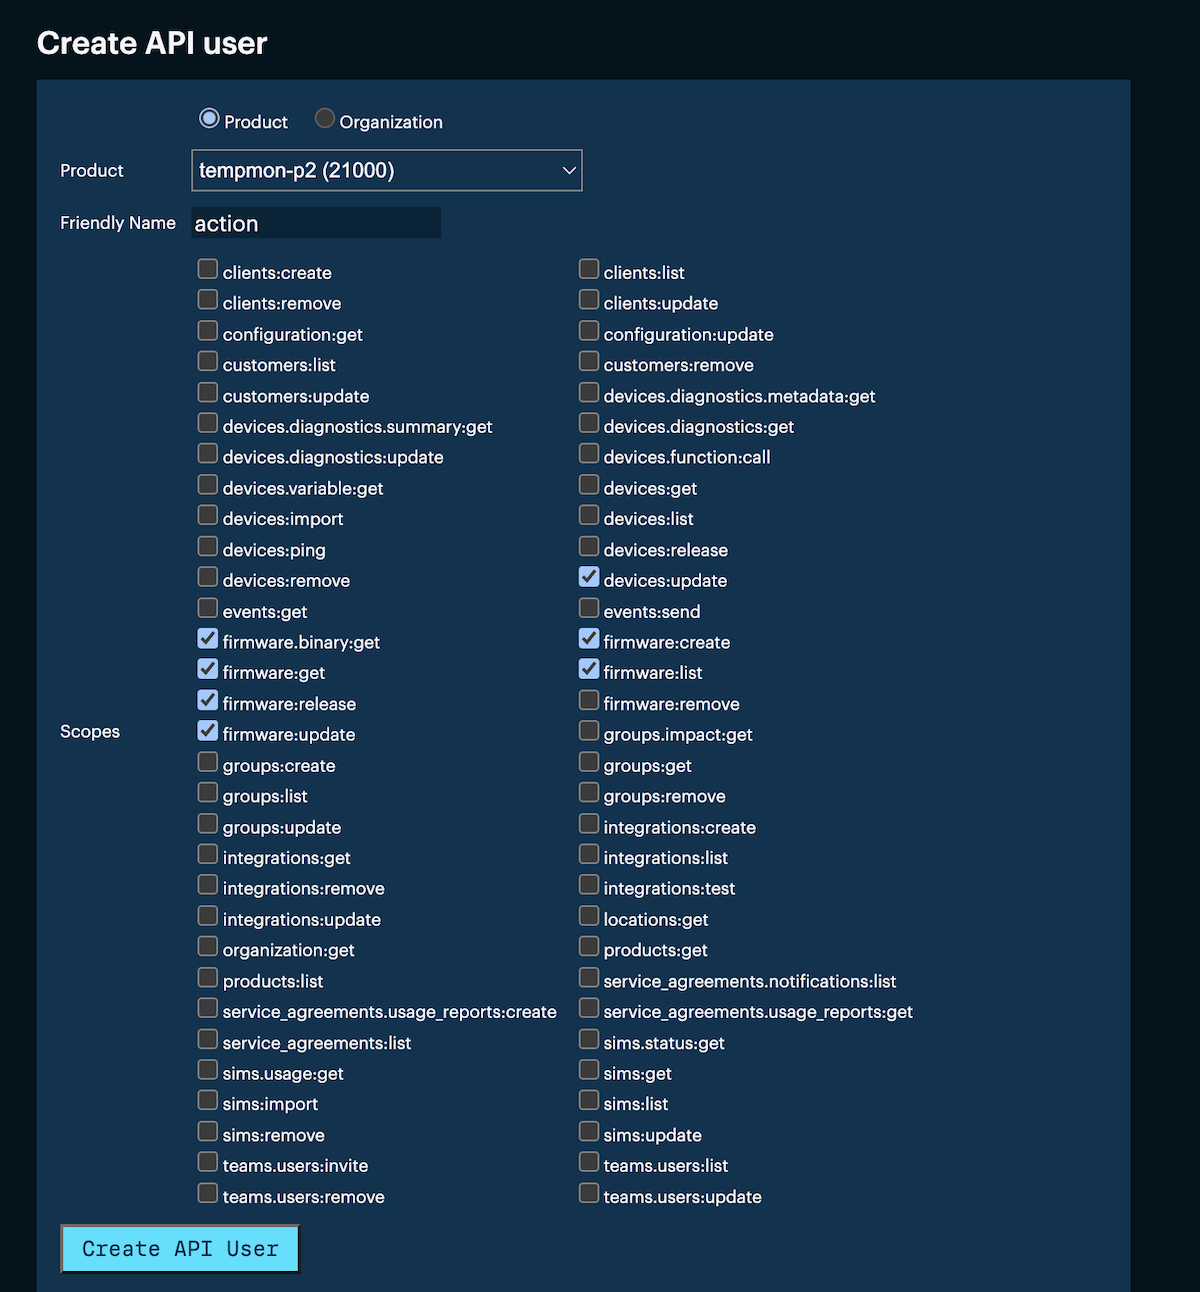 Create API user
Product Organization
Product tempmon-p2 (21000)
Friendly Name action
clients:create clients:list
clients:remove clients:update
configuration:get configuration:update
customers:list customers:remove
customers:update devices.diagnostics.metadata:get
devices.diagnostics.summary:get devices.diagnostics:get
devices.diagnostics:update devices.function:call
devices.variable:get devices:get
devices:import devices:list
devices:ping devices:release
devices:remove devices:update
events:get events:send
firmware.binary:get firmware:create
firmware:get firmware:list
firmware:release firmware:remove
Scopes firmware:update groups.impact:get
groups:create groups:get
groups:list groups:remove
groups:update integrations:create
integrations:get integrations:list
integrations:remove integrations:test
integrations:update locations:get
organization:get products:get
products:list service_agreements.notifications:list
service_agreements.usage_reports:create service_agreements.usage_reports:get
service_agreements:list sims.status:get
sims.usage:get sims:get
sims:import sims:list
sims:remove sims:update
teams.users:invite teams.users:list
teams.users:remove teams.users:update
Create API User